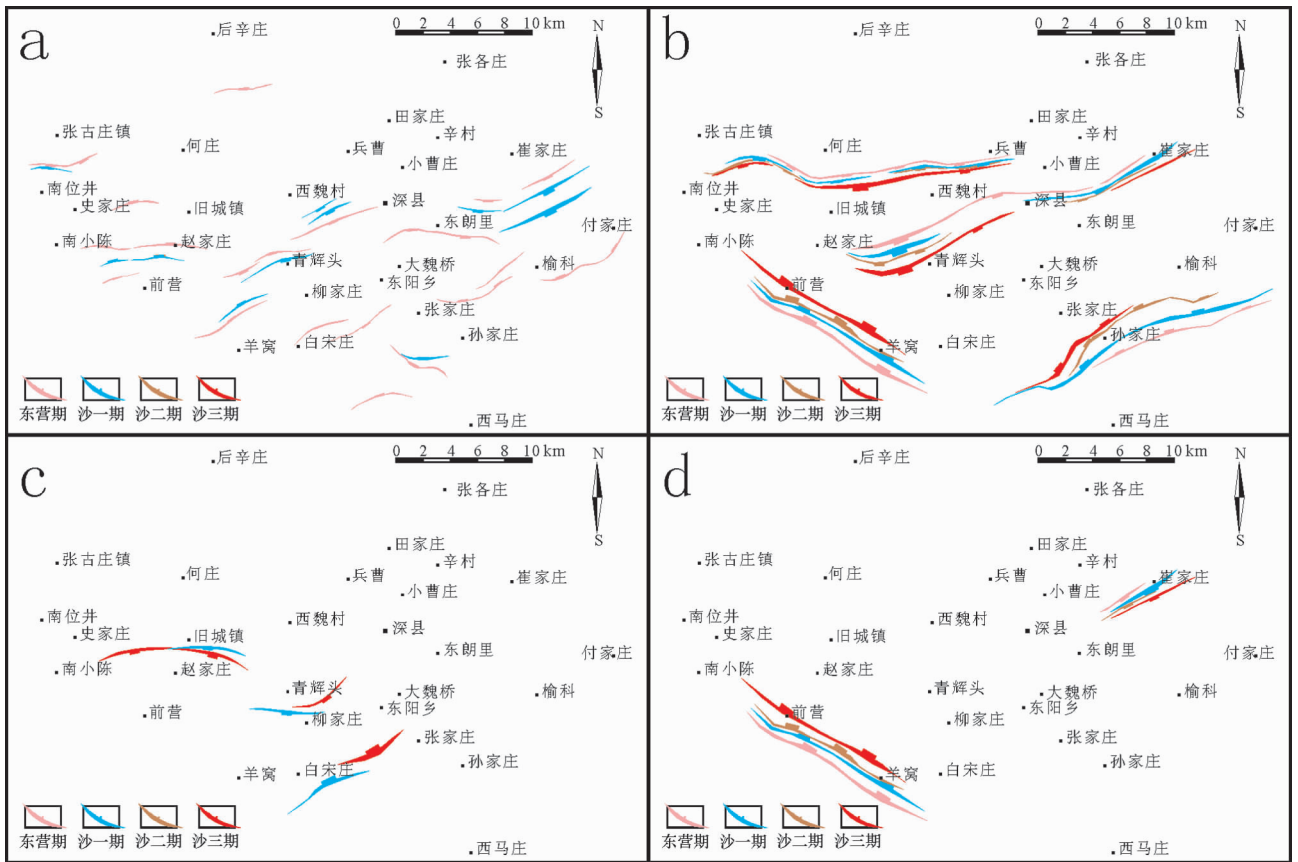 a
后辛庄
0 2 4 6 8 10 km
N
S
张各庄
田家庄
张古庄镇
何庄
辛村
兵曹
小曹庄
崔家庄
南位井
西魏村
史家庄
旧城镇
深县
东朗里
付家庄
南小陈
赵家庄
青辉头
大魏桥
榆科
前营
柳家庄
东阳乡
张家庄
羊窝
白宋庄
孙家庄
东营期 沙一期 沙二期 沙三期
西马庄
b
后辛庄
0 2 4 6 8 10 km
N
S
张各庄
田家庄
张古庄镇
何庄
辛村
兵曹
小曹庄
崔家庄
南位井
西魏村
史家庄
旧城镇
深县
东朗里
付家庄
南小陈
赵家庄
青辉头
大魏桥
榆科
前营
柳家庄
东阳乡
张家庄
羊窝
白宋庄
孙家庄
东营期 沙一期 沙二期 沙三期
西马庄
c
后辛庄
0 2 4 6 8 10 km
N
S
张各庄
田家庄
张古庄镇
何庄
辛村
兵曹
小曹庄
崔家庄
南位井
西魏村
史家庄
旧城镇
深县
东朗里
付家庄
南小陈
赵家庄
青辉头
大魏桥
榆科
前营
柳家庄
东阳乡
张家庄
羊窝
白宋庄
孙家庄
东营期 沙一期 沙二期 沙三期
西马庄
d
后辛庄
0 2 4 6 8 10 km
N
S
张各庄
田家庄
张古庄镇
何庄
辛村
兵曹
小曹庄
崔家庄
南位井
西魏村
史家庄
旧城镇
深县
东朗里
付家庄
南小陈
赵家庄
青辉头
大魏桥
榆科
前营
柳家庄
东阳乡
张家庄
羊窝
白宋庄
孙家庄
东营期 沙一期 沙二期 沙三期
西马庄